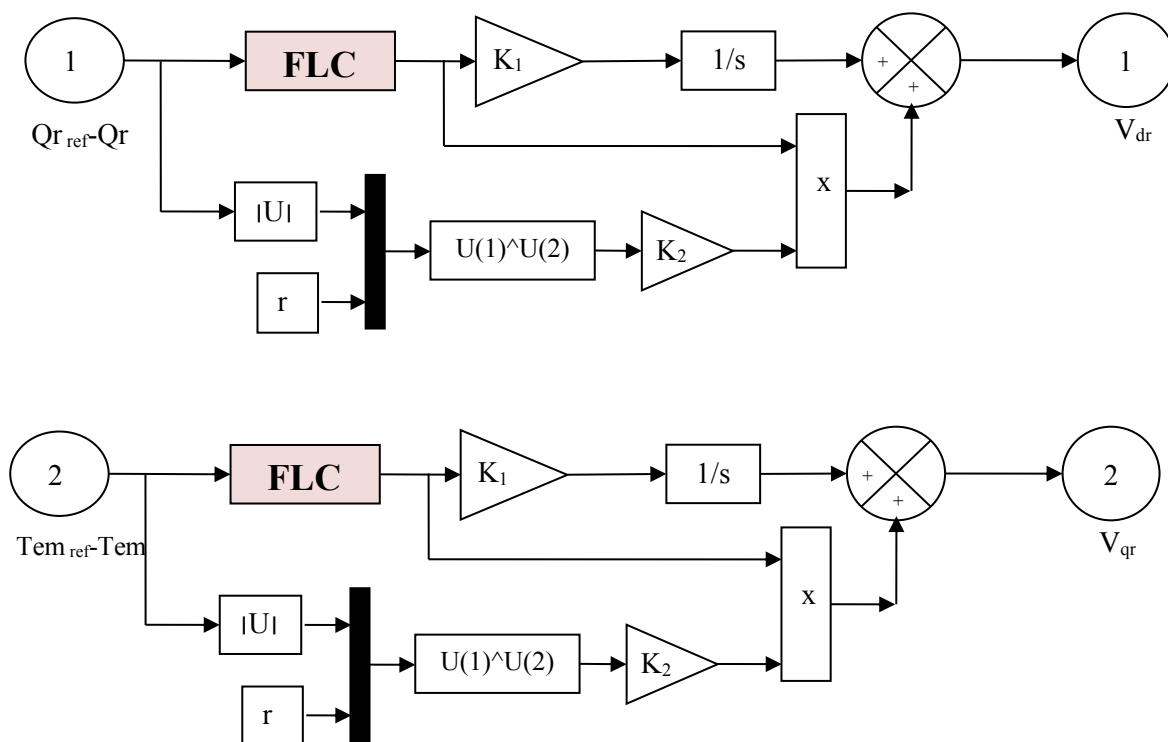 1
FLC
K1
1/s
+
+
1
Qr ref-Qr
Vdr
x
|U|
U(1)^U(2)
K2
r
2
FLC
K1
1/s
+
+
2
Tem ref-Tem
Vqr
x
|U|
U(1)^U(2)
K2
r